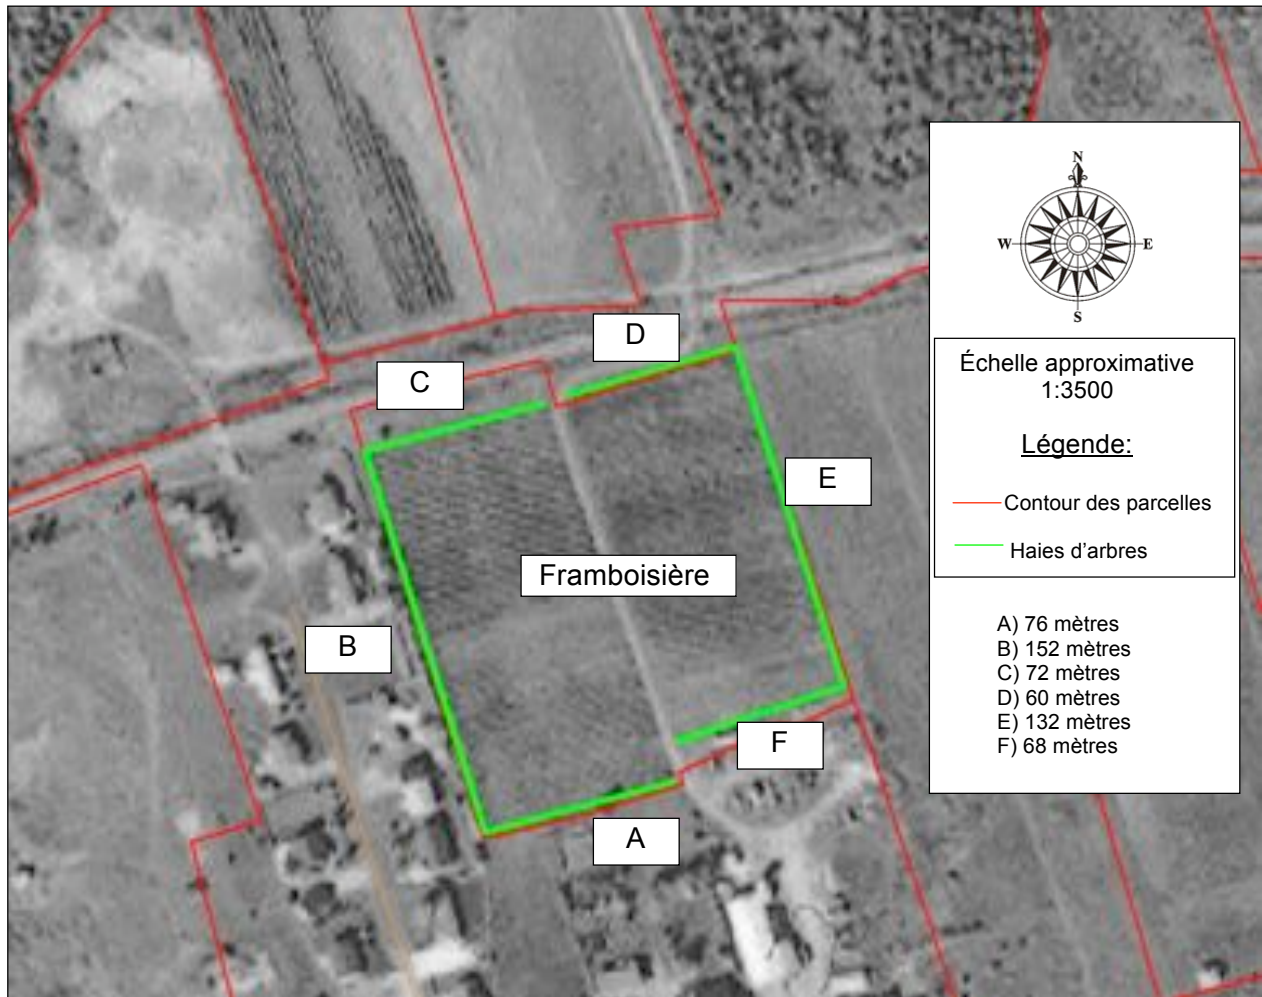 N
W E
S
Échelle approximative
1:3500
Légende:
Contour des parcelles
Haies d'arbres
A) 76 mètres
B) 152 mètres
C) 72 mètres
D) 60 mètres
E) 132 mètres
F) 68 mètres
D
C
E
Framboisière
B
F
A